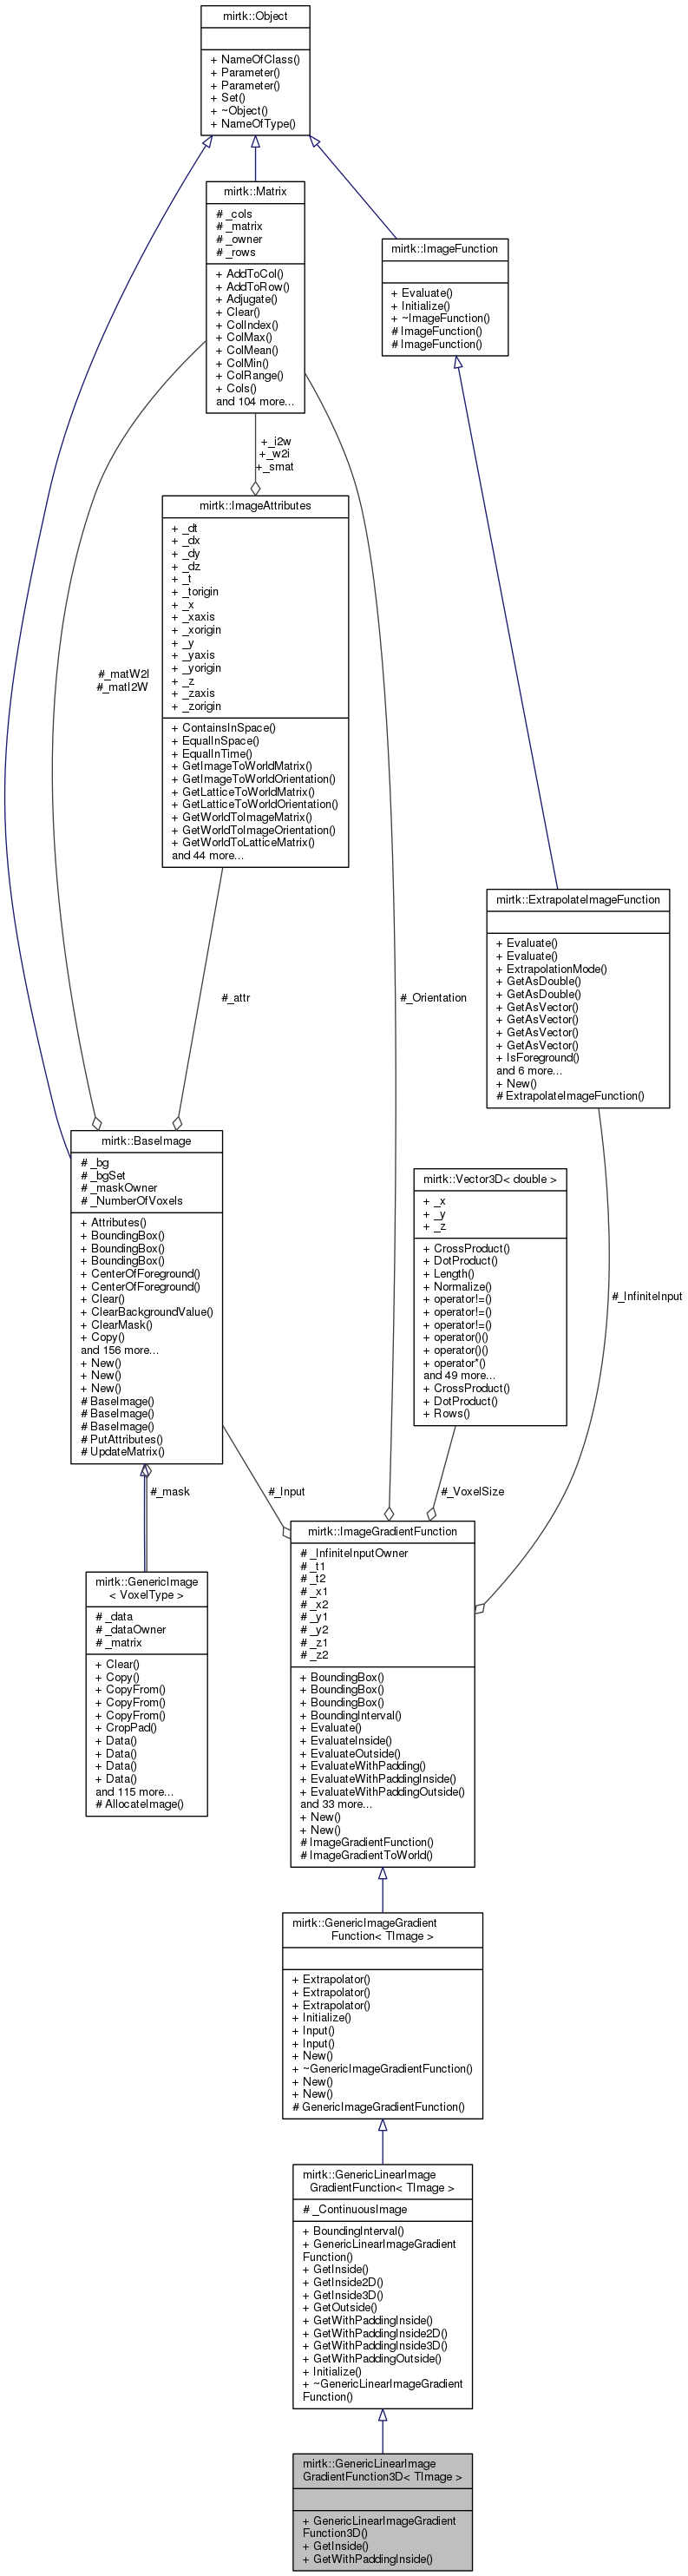 mirtk::Object
+ NameOfClass()
+ Parameter()
+ Parameter()
+ Set()
+ ~Object()
+ NameOfType()
mirtk::Matrix
# _cols
# _matrix
# _owner
# _rows
+ AddToCol()
+ AddToRow()
+ Adjugate()
+ Clear()
+ ColIndex()
+ ColMax()
+ ColMean()
+ ColMin()
+ ColRange()
+ Cols()
and 104 more...
mirtk::ImageFunction
+ Evaluate()
+ Initialize()
+ ~ImageFunction()
# ImageFunction()
# ImageFunction()
+_i2w
+_w2i
+_smat
mirtk::ImageAttributes
+ _dt
+ _dx
+ _dy
+ _dz
+ _t
+ _torigin
+ _x
+ _xaxis
+ _xorigin
+ _y
+ _yaxis
+ _yorigin
+ _z
+ _zaxis
+ _zorigin
+ ContainsInSpace()
+ EqualInSpace()
+ EqualInTime()
+ GetImageToWorldMatrix()
+ GetImageToWorldOrientation()
+ GetLatticeToWorldMatrix()
+ GetLatticeToWorldOrientation()
+ GetWorldToImageMatrix()
+ GetWorldToImageOrientation()
+ GetWorldToLatticeMatrix()
and 44 more...
#_matW2I
#_matI2W
#_attr
#_Orientation
mirtk::ExtrapolateImageFunction
+ Evaluate()
+ Evaluate()
+ ExtrapolationMode()
+ GetAsDouble()
+ GetAsDouble()
+ GetAsVector()
+ GetAsVector()
+ GetAsVector()
+ GetAsVector()
+ IsForeground()
and 6 more...
+ New()
# ExtrapolateImageFunction()
mirtk::BaseImage
# _bg
# _bgSet
# _maskOwner
# _NumberOfVoxels
+ Attributes()
+ BoundingBox()
+ BoundingBox()
+ BoundingBox()
+ CenterOfForeground()
+ CenterOfForeground()
+ Clear()
+ ClearBackgroundValue()
+ ClearMask()
+ Copy()
and 156 more...
+ New()
+ New()
+ New()
# BaseImage()
# BaseImage()
# BaseImage()
# PutAttributes()
# UpdateMatrix()
mirtk::Vector3D< double >
+ _x
+ _y
+ _z
+ CrossProduct()
+ DotProduct()
+ Length()
+ Normalize()
+ operator!=()
+ operator!=()
+ operator!=()
+ operator()()
+ operator()()
+ operator*()
and 49 more...
+ CrossProduct()
+ DotProduct()
+ Rows()
#_InfiniteInput
#_mask
#_Input
#_VoxelSize
mirtk::GenericImage
< VoxelType >
# _data
# _dataOwner
# _matrix
+ Clear()
+ Copy()
+ CopyFrom()
+ CopyFrom()
+ CopyFrom()
+ CropPad()
+ Data()
+ Data()
+ Data()
+ Data()
and 115 more...
# AllocateImage()
mirtk::ImageGradientFunction
# _InfiniteInputOwner
# _t1
# _t2
# _x1
# _x2
# _y1
# _y2
# _z1
# _z2
+ BoundingBox()
+ BoundingBox()
+ BoundingBox()
+ BoundingInterval()
+ Evaluate()
+ EvaluateInside()
+ EvaluateOutside()
+ EvaluateWithPadding()
+ EvaluateWithPaddingInside()
+ EvaluateWithPaddingOutside()
and 33 more...
+ New()
+ New()
# ImageGradientFunction()
# ImageGradientToWorld()
mirtk::GenericImageGradient
Function< TImage >
+ Extrapolator()
+ Extrapolator()
+ Extrapolator()
+ Initialize()
+ Input()
+ Input()
+ New()
+ ~GenericImageGradientFunction()
+ New()
+ New()
# GenericImageGradientFunction()
mirtk::GenericLinearImage
GradientFunction< TImage >
# _ContinuousImage
+ BoundingInterval()
+ GenericLinearImageGradient
Function()
+ GetInside()
+ GetInside2D()
+ GetInside3D()
+ GetOutside()
+ GetWithPaddingInside()
+ GetWithPaddingInside2D()
+ GetWithPaddingInside3D()
+ GetWithPaddingOutside()
+ Initialize()
+ ~GenericLinearImageGradient
Function()
mirtk::GenericLinearImage
GradientFunction3D< TImage >
+ GenericLinearImageGradient
Function3D()
+ GetInside()
+ GetWithPaddingInside()